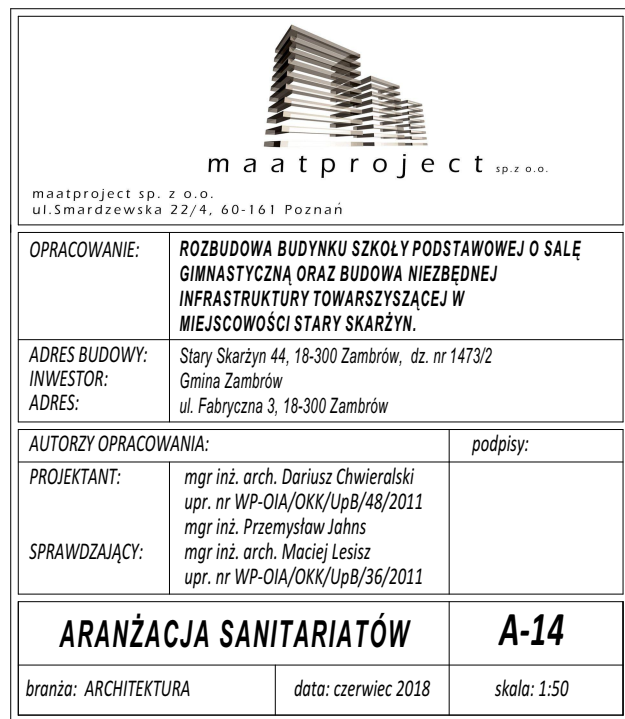 maatproject sp.z o.o.
maatproject sp. z o.o.
ul.Smardzewska 22/4, 60-161 Poznań
OPRACOWANIE:
ROZBUDOWA BUDYNKU SZKOŁY PODSTAWOWEJ O SALĘ
GIMNASTYCZNĄ ORAZ BUDOWA NIEZBĘDNEJ
INFRASTRUKTURY TOWARSZYSZĄCEJ W
MIEJSCOWOŚCI STARY SKARŻYN.
ADRES BUDOWY: Stary Skarżyn 44, 18-300 Zambrów, dz. nr 1473/2
INWESTOR: Gmina Zambrów
ADRES: ul. Fabryczna 3, 18-300 Zambrów
AUTORZY OPRACOWANIA: podpisy:
PROJEKTANT: mgr inż. arch. Dariusz Chwieralski
upr. nr WP-OIA/OKK/UpB/48/2011
mgr inż. Przemysław Jahns
SPRAWDZAJĄCY: mgr inż. arch. Maciej Lesisz
upr. nr WP-OIA/OKK/UpB/36/2011
ARANŻACJA SANITARIATÓW A-14
branża: ARCHITEKTURA data: czerwiec 2018 skala: 1:50